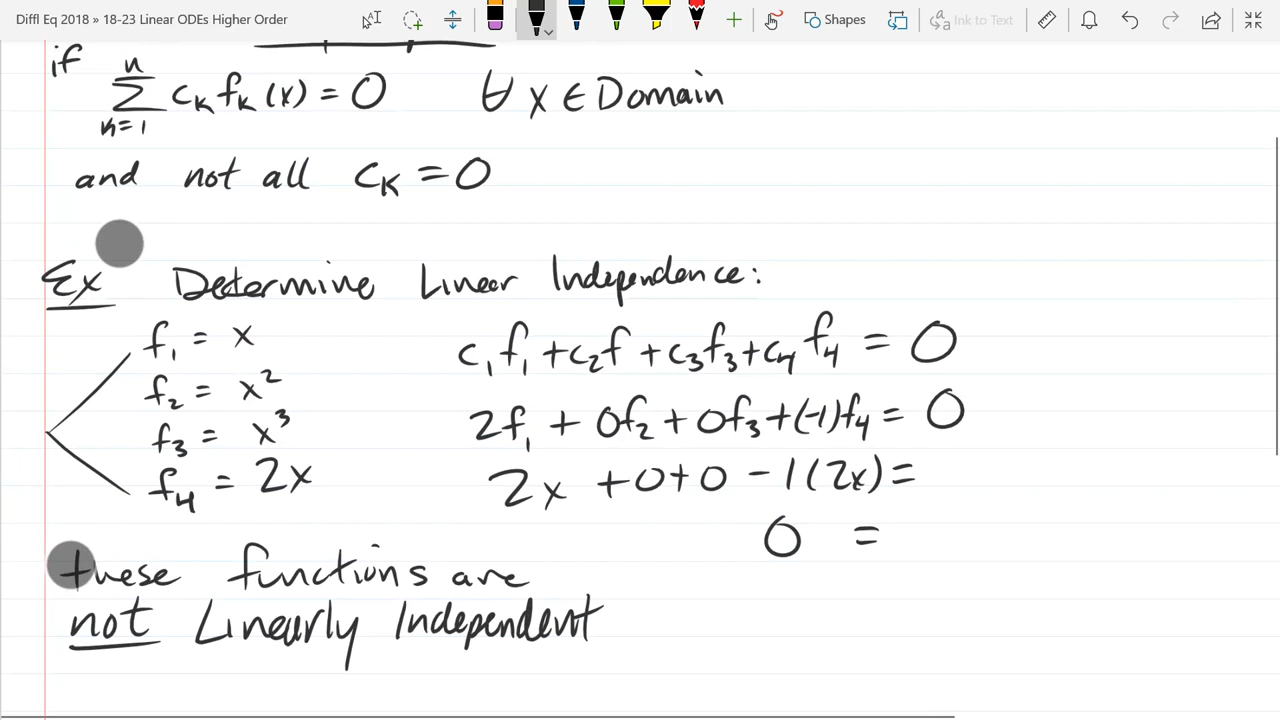 Diffl Eq 2018 » 18-23 Linear ODEs Higher Order
Shapes
Ink to Text
if
n
∑ cₖ fₖ (x) = 0 ∀ x ∈ Domain
k=1
and not all cₖ = 0
Ex Determine Linear Independence:
f₁ = x
f₂ = x²
f₃ = x³
f₄ = 2x
c₁f₁ + c₂f + c₃f₃ + c₄f₄ = 0
2f₁ + 0f₂ + 0f₃ + (-1)f₄ = 0
2x + 0 + 0 - 1(2x) =
0 =
these functions are
not Linearly Independent